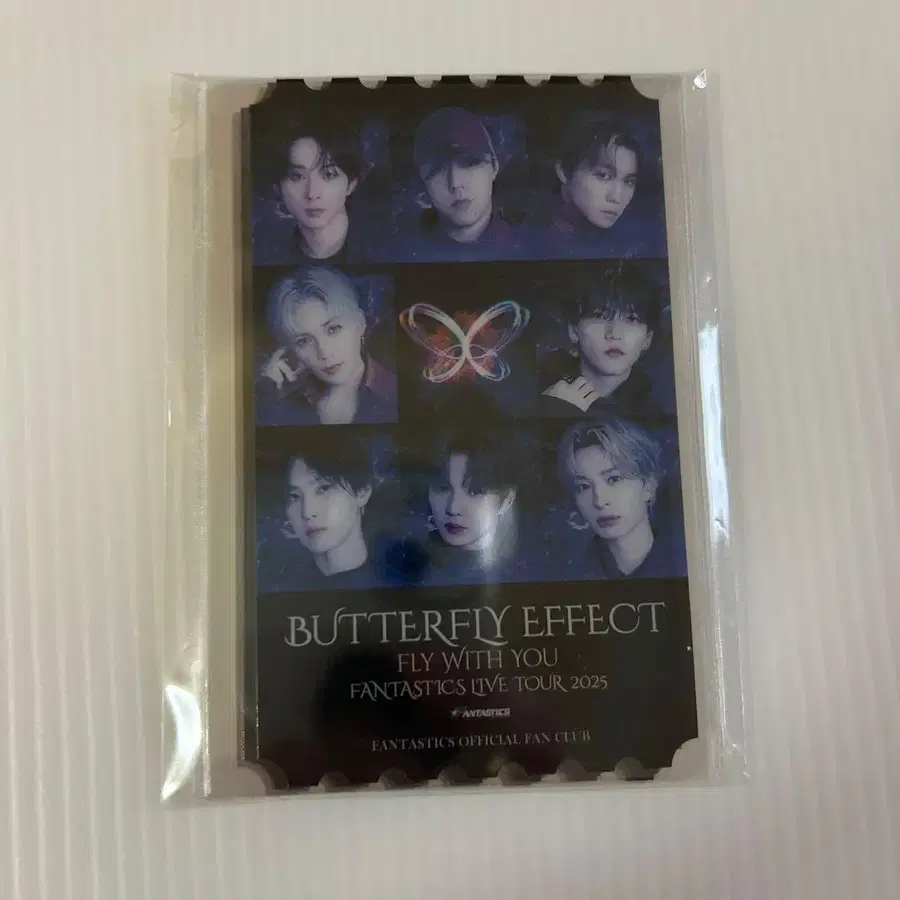 BUTTERFLY EFFECT
FLY WITH YOU
FANTASTICS LIVE TOUR 2025
FANTASTICS
FANTASTICS OFFICIAL FAN CLUB